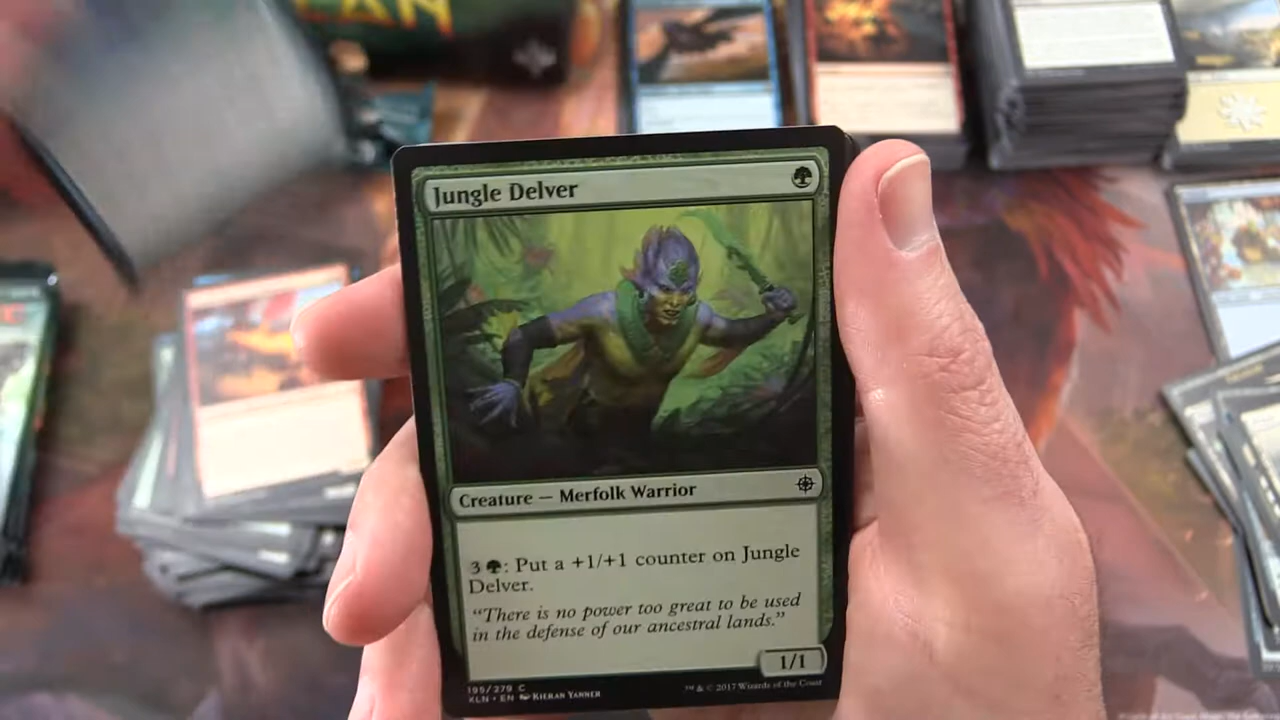 LAN
Jungle Delver
Creature — Merfolk Warrior
3 : Put a +1/+1 counter on Jungle
Delver.
“There is no power too great to be used
in the defense of our ancestral lands.”
1/1
195/279 C
XLN • EN KIERAN YANNER
™ & © 2017 Wizards of the Coast